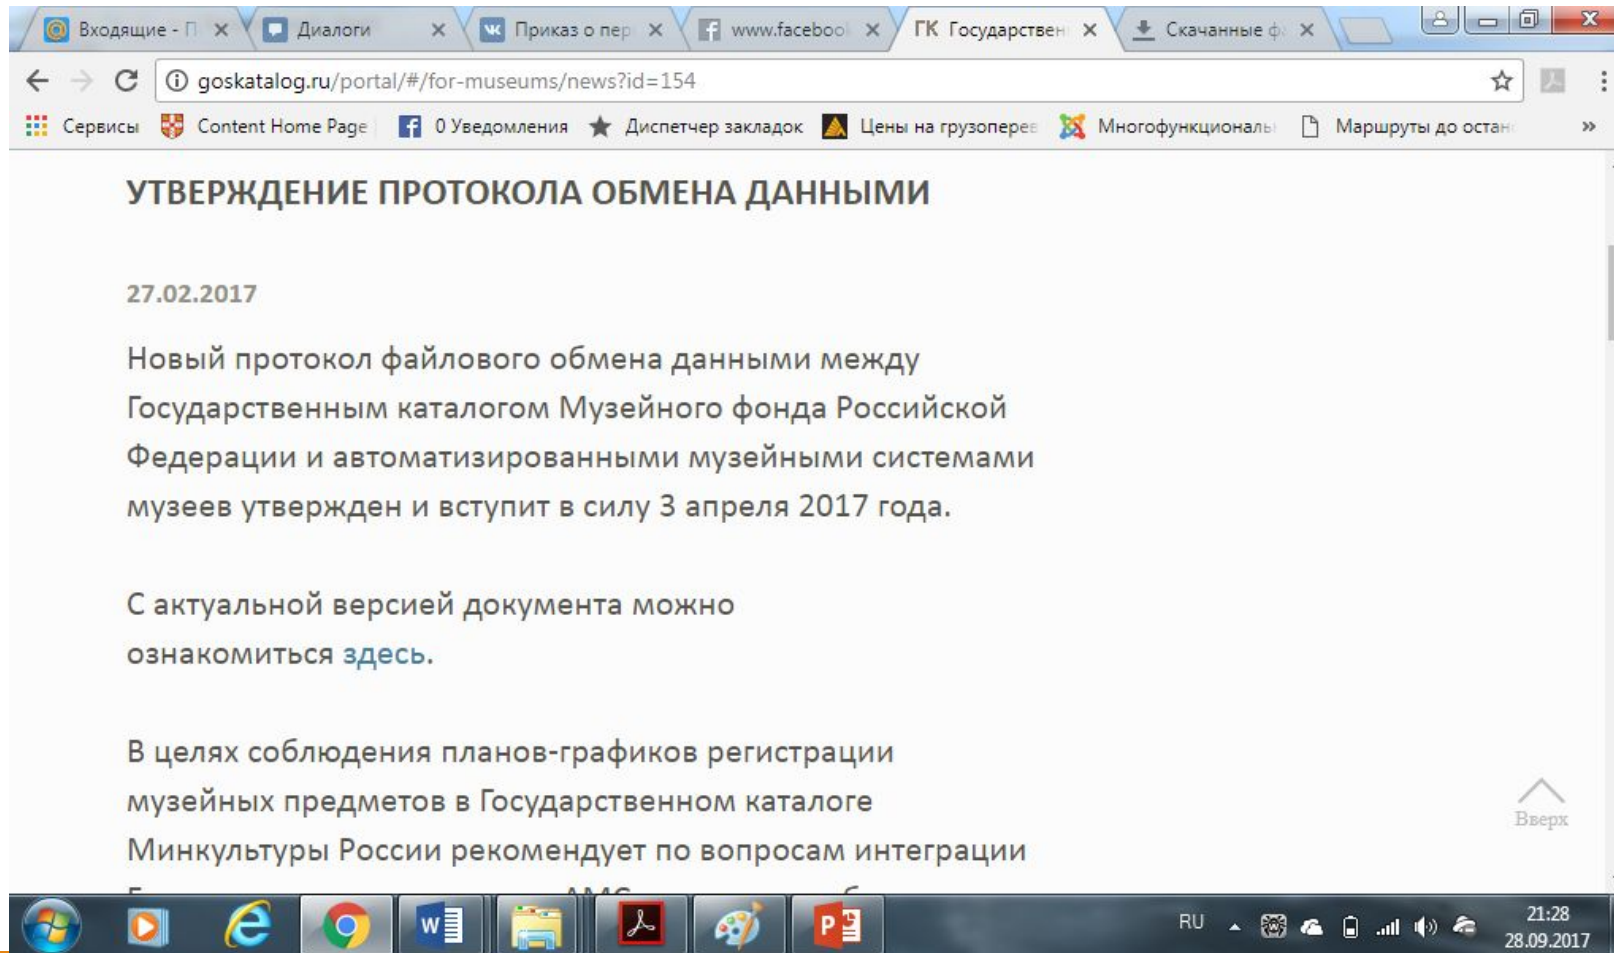 Входящие - П
Диалоги
Приказ о пер
www.facebool
ГК Государствен
Скачанные ф
goskatalog.ru/portal/#/for-museums/news?id=154
Сервисы
Content Home Page
0 Уведомления
Диспетчер закладок
Цены на грузоперев
Многофункциональ
Маршруты до остан
УТВЕРЖДЕНИЕ ПРОТОКОЛА ОБМЕНА ДАННЫМИ
27.02.2017
Новый протокол файлового обмена данными между
Государственным каталогом Музейного фонда Российской
Федерации и автоматизированными музейными системами
музеев утвержден и вступит в силу 3 апреля 2017 года.
С актуальной версией документа можно
ознакомиться здесь.
В целях соблюдения планов-графиков регистрации
музейных предметов в Государственном каталоге
Минкультуры России рекомендует по вопросам интеграции
Вверх
RU
21:28
28.09.2017